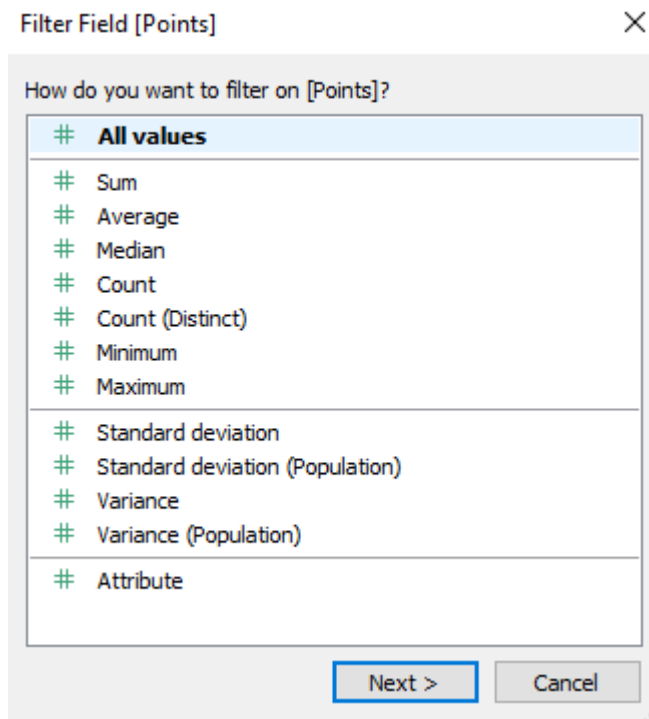 Filter Field [Points]
How do you want to filter on [Points]?
# All values
# Sum
# Average
# Median
# Count
# Count (Distinct)
# Minimum
# Maximum
# Standard deviation
# Standard deviation (Population)
# Variance
# Variance (Population)
# Attribute
Next > Cancel